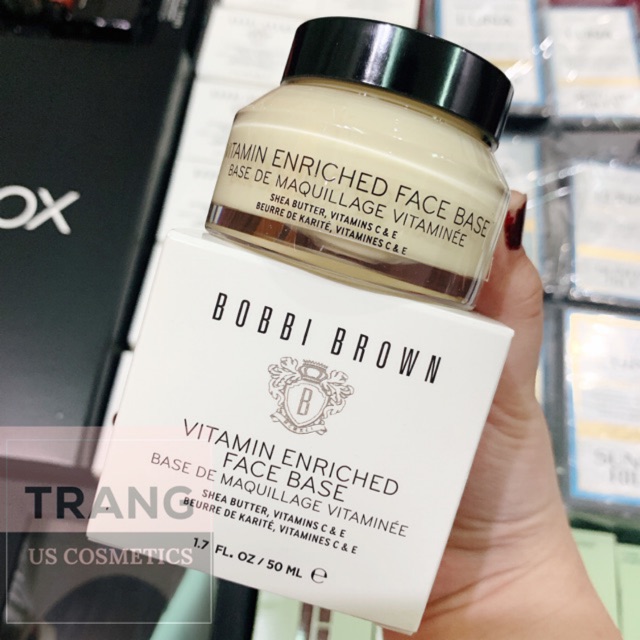 VITAMIN ENRICHED FACE BASE
BASE DE MAQUILLAGE VITAMINÉE
SHEA BUTTER, VITAMINS C & E
BEURRE DE KARITÉ, VITAMINES C & E
OX
BOBBI BROWN
B
VITAMIN ENRICHED
FACE BASE
BASE DE MAQUILLAGE VITAMINÉE
SHEA BUTTER, VITAMINS C & E
BEURRE DE KARITÉ, VITAMINES C & E
1.7 FL. OZ / 50 ML ℮
TRANG
US COSMETICS